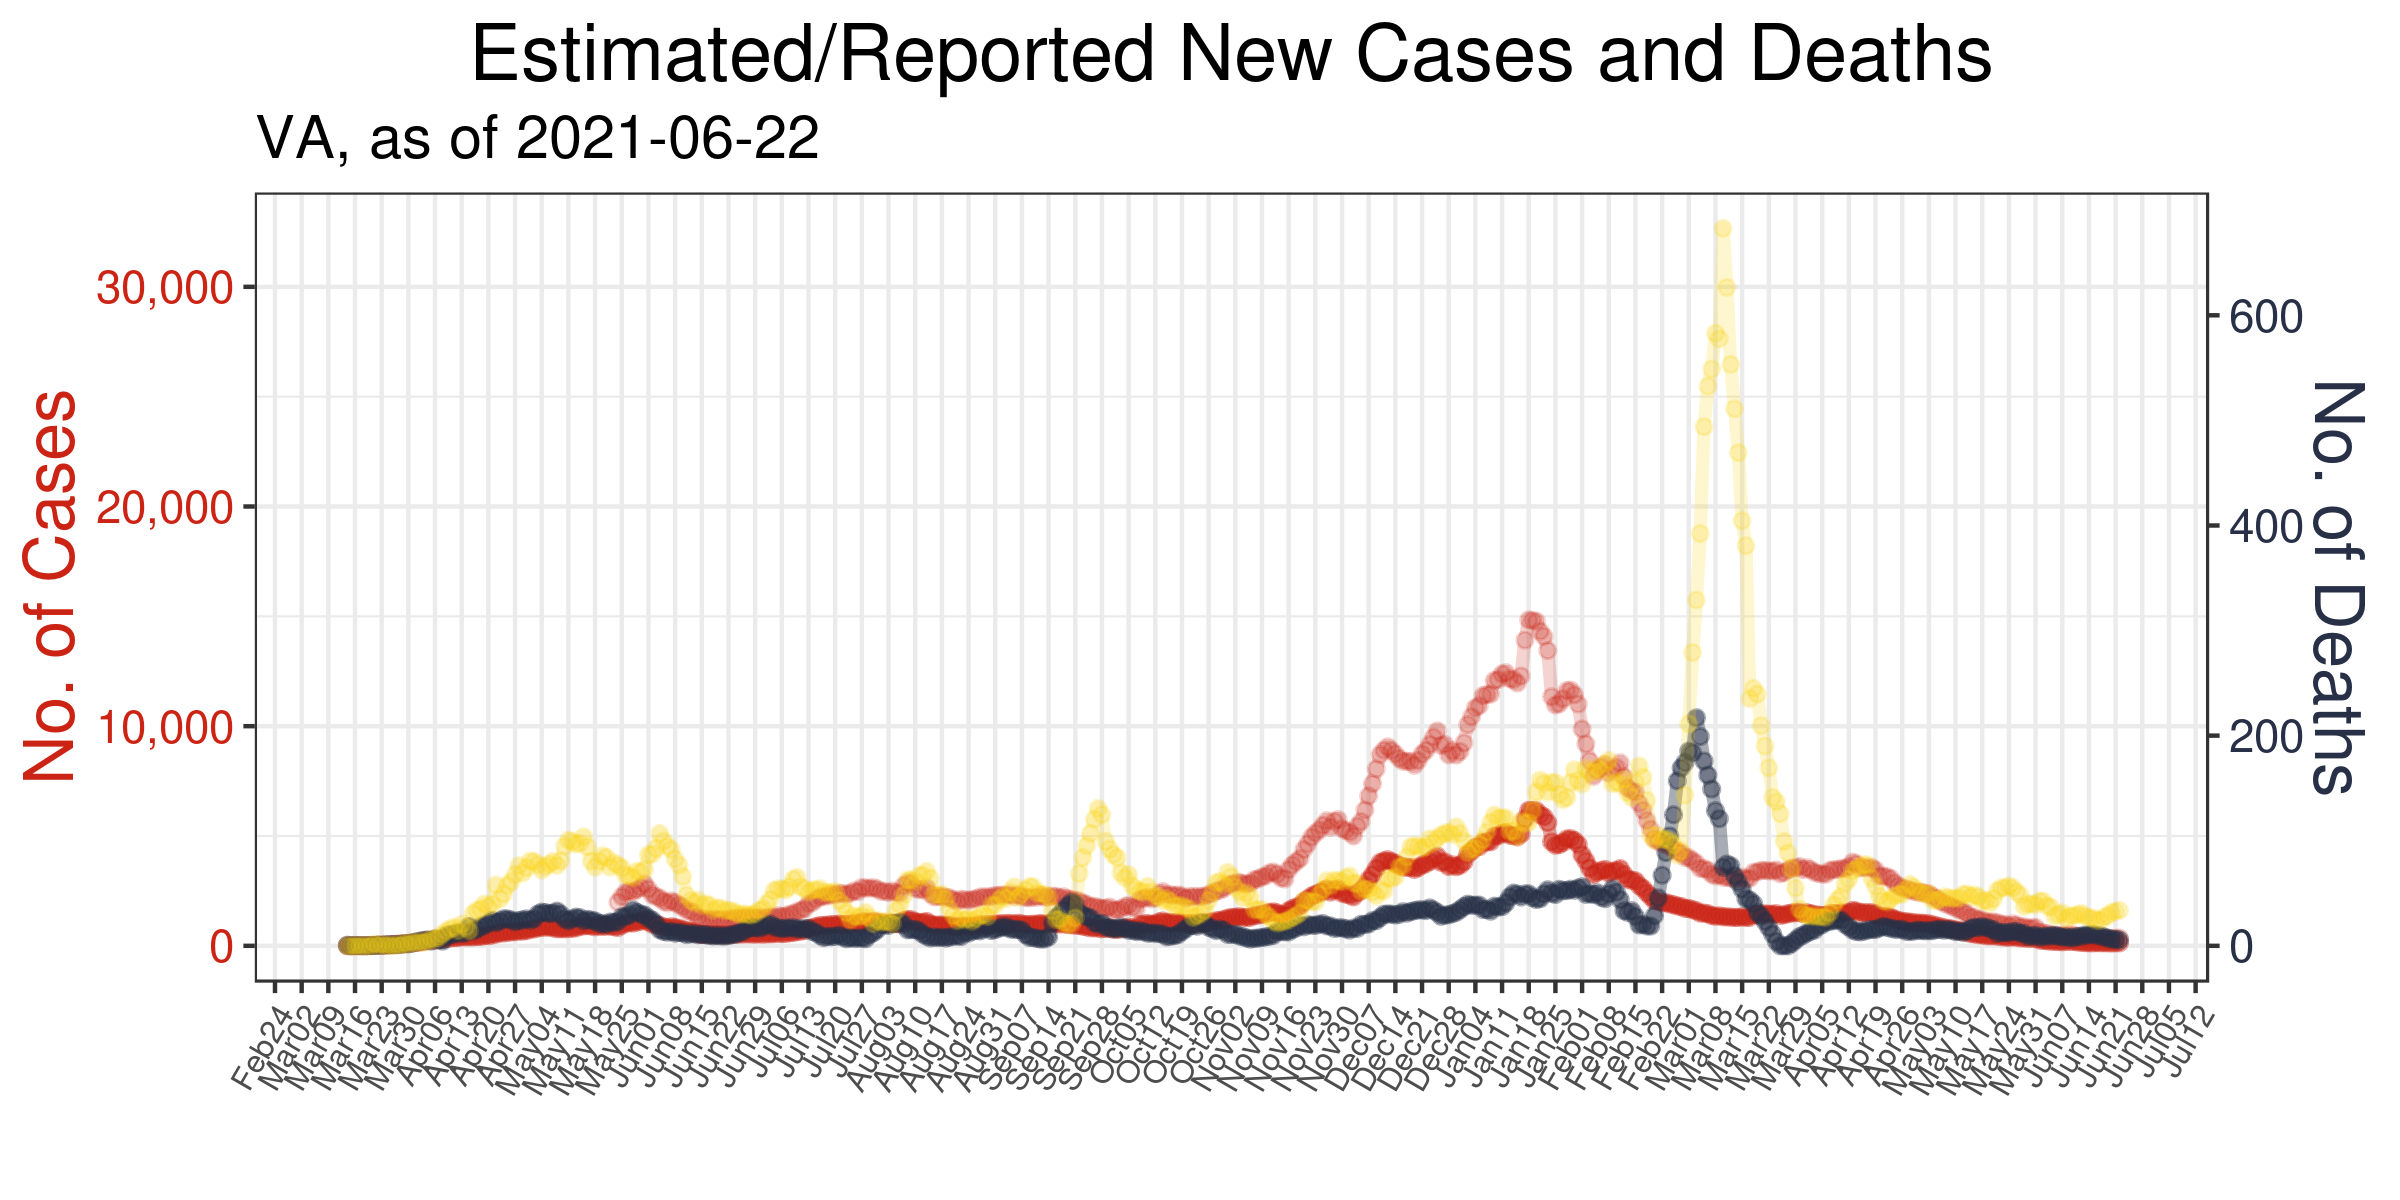 Estimated/Reported New Cases and Deaths
VA, as of 2021-06-22
No. of Cases
30,000
20,000
10,000
0
No. of Deaths
600
400
200
0
Feb24
Mar02
Mar09
Mar16
Mar23
Mar30
Apr06
Apr13
Apr20
Apr27
May04
May11
May18
May25
Jun01
Jun08
Jun15
Jun22
Jun29
Jul06
Jul13
Jul20
Jul27
Aug03
Aug10
Aug17
Aug24
Aug31
Sep07
Sep14
Sep21
Sep28
Oct05
Oct12
Oct19
Oct26
Nov02
Nov09
Nov16
Nov23
Nov30
Dec07
Dec14
Dec21
Dec28
Jan04
Jan11
Jan18
Jan25
Feb01
Feb08
Feb15
Feb22
Mar01
Mar08
Mar15
Mar22
Mar29
Apr05
Apr12
Apr19
Apr26
May03
May10
May17
May24
May31
Jun07
Jun14
Jun21
Jun28
Jul05
Jul12